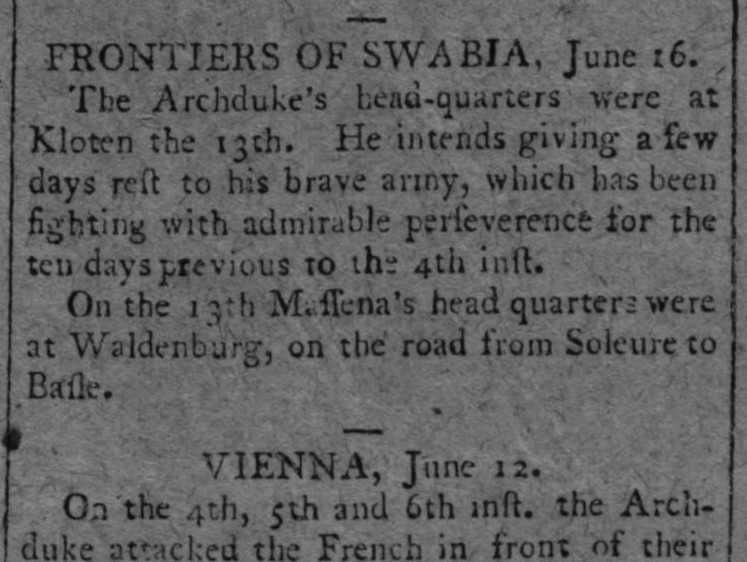 FRONTIERS OF SWABIA, June 16.
The Archduke's head-quarters were at
Kloten the 13th. He intends giving a few
days reſt to his brave army, which has been
fighting with admirable perſeverence for the
ten days previous to the 4th inſt.
On the 13th Maſſena's head quarters were
at Waldenburg, on the road from Soleure to
Baſle.
VIENNA, June 12.
On the 4th, 5th and 6th inſt. the Arch-
duke attacked the French in front of their